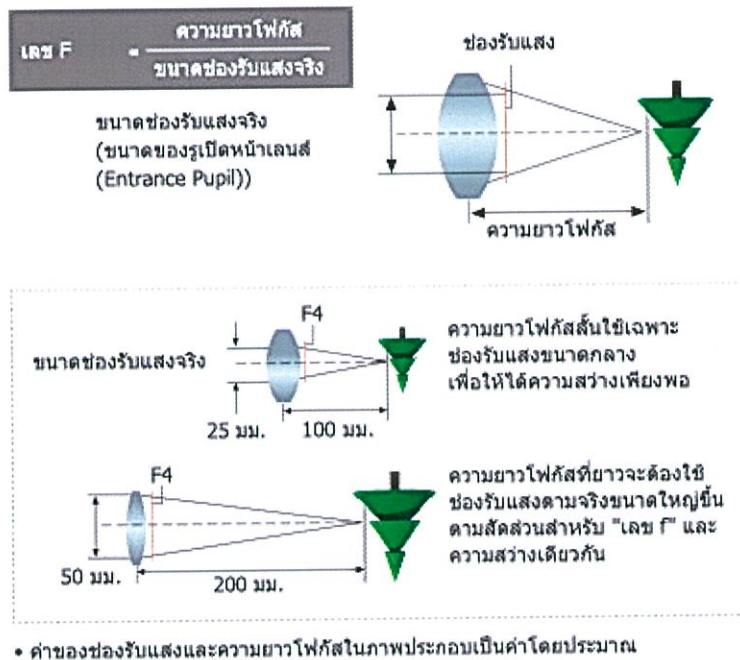 เลข F = ความยาวโฟกัส
ขนาดช่องรับแสงจริง
ช่องรับแสง
ขนาดช่องรับแสงจริง
(ขนาดของรูเปิดหน้าเลนส์
(Entrance Pupil))
ความยาวโฟกัส
F4
ขนาดช่องรับแสงจริง
25 มม.
100 มม.
ความยาวโฟกัสสั้นใช้เฉพาะ
ช่องรับแสงขนาดกลาง
เพื่อให้ได้ความสว่างเพียงพอ
F4
50 มม.
200 มม.
ความยาวโฟกัสที่ยาวจะต้องใช้
ช่องรับแสงตามจริงขนาดใหญ่ขึ้น
ตามสัดส่วนสำหรับ "เลข f" และ
ความสว่างเดียวกัน
• ค่าของช่องรับแสงและความยาวโฟกัสในภาพประกอบเป็นค่าโดยประมาณ